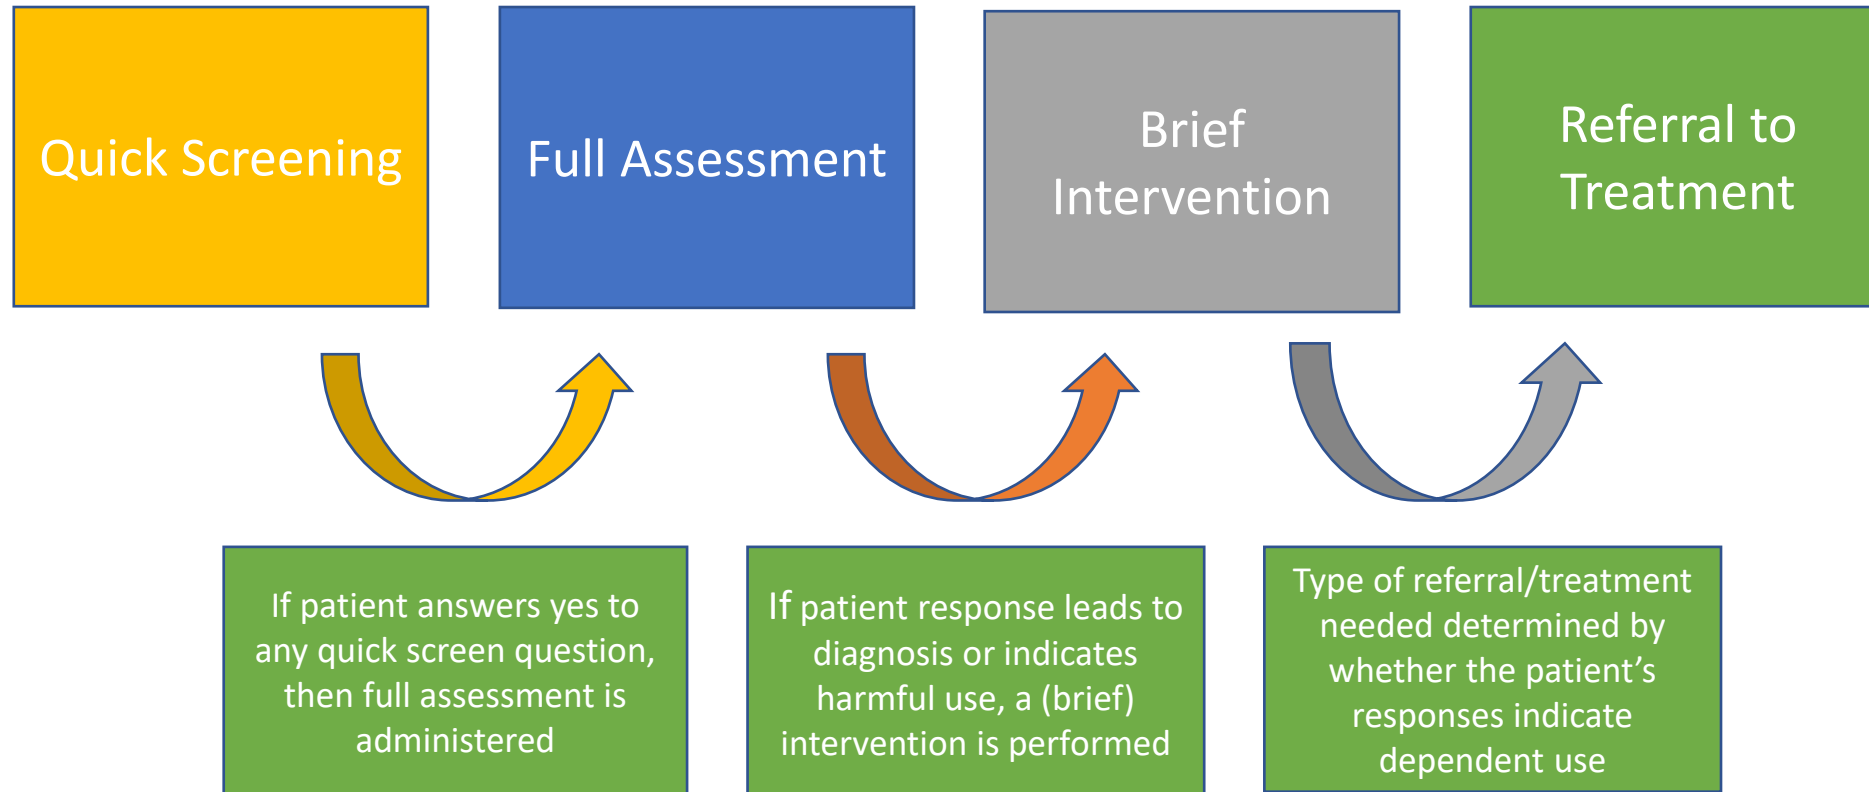 Quick Screening
Full Assessment
Brief
Intervention
Referral to
Treatment
If patient answers yes to
any quick screen question,
then full assessment is
administered
If patient response leads to
diagnosis or indicates
harmful use, a (brief)
intervention is performed
Type of referral/treatment
needed determined by
whether the patient's
responses indicate
dependent use